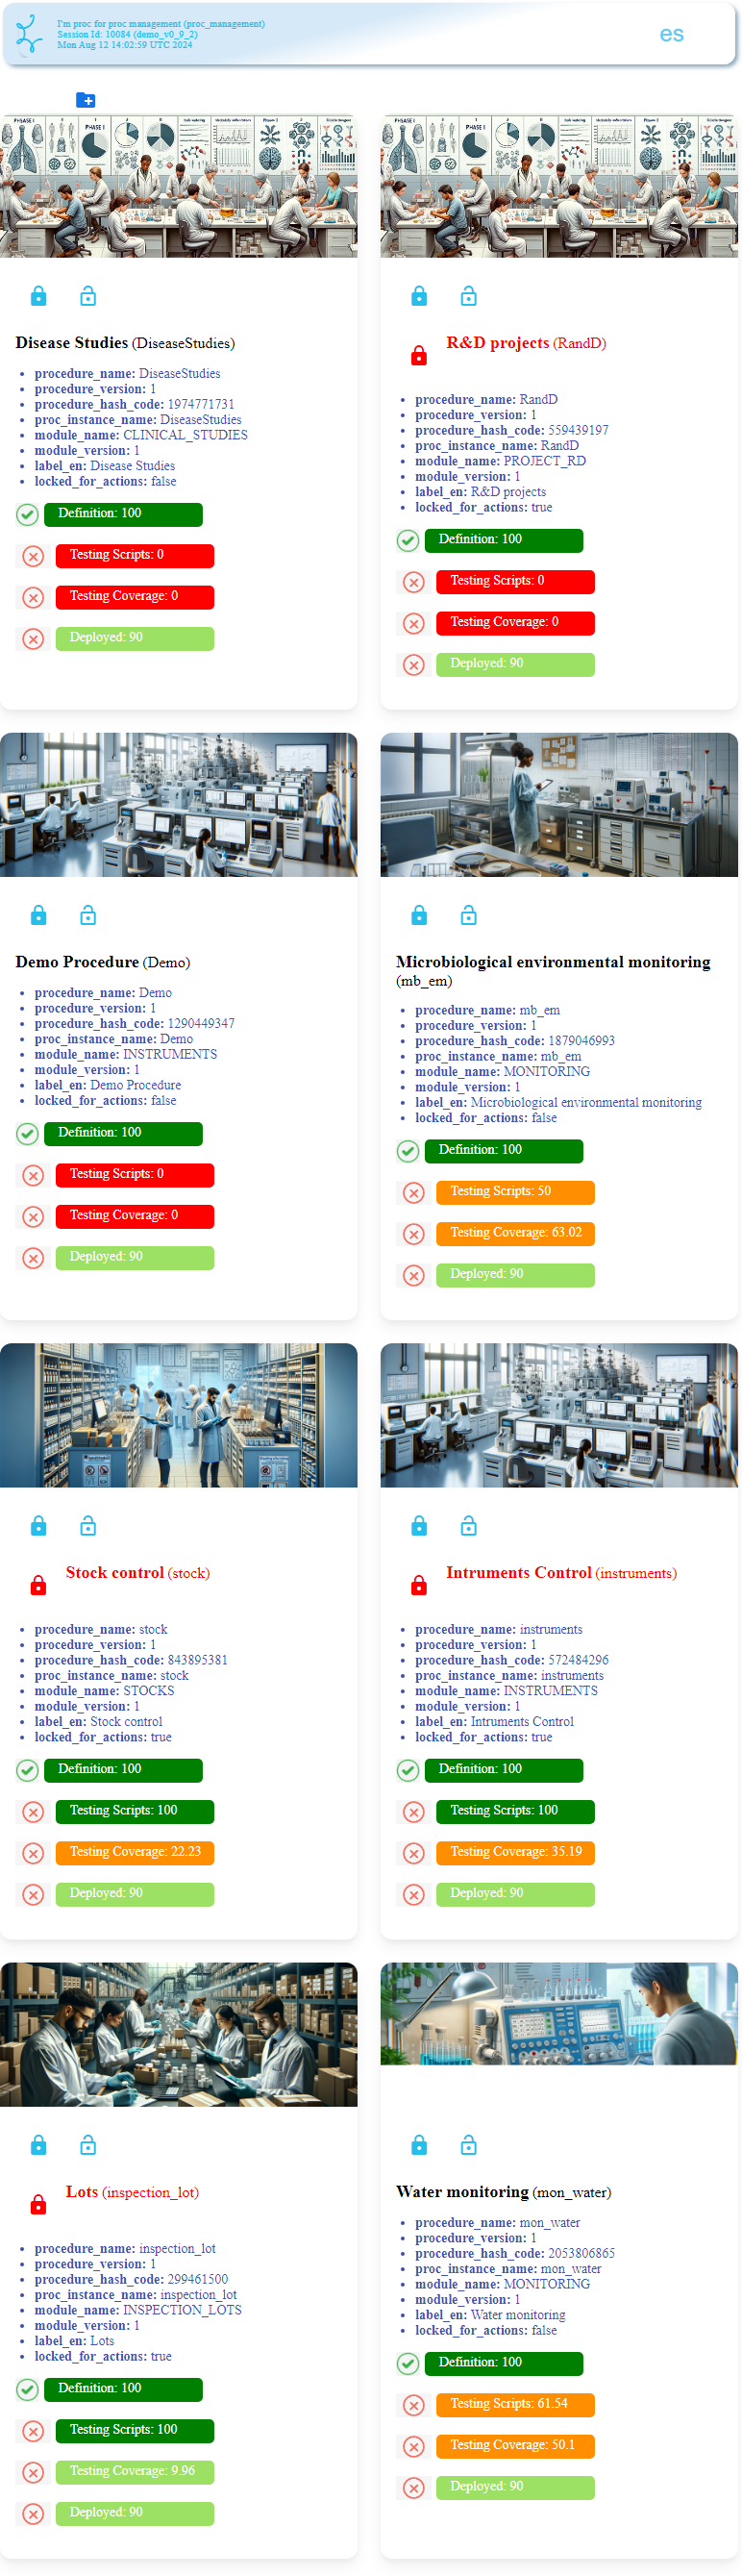 I'm proc for proc management (proc_management)
Session Id: 10084 (demo_v0_9_2)
Mon Aug 12 14:02:59 UTC 2024
es
PHASE I
PHASE I
Disease Studies (DiseaseStudies)
procedure_name: DiseaseStudies
procedure_version: 1
procedure_hash_code: 1974771731
proc_instance_name: DiseaseStudies
module_name: CLINICAL_STUDIES
module_version: 1
label_en: Disease Studies
locked_for_actions: false
Definition: 100
Testing Scripts: 0
Testing Coverage: 0
Deployed: 90
R&D projects (RandD)
procedure_name: RandD
procedure_version: 1
procedure_hash_code: 559439197
proc_instance_name: RandD
module_name: PROJECT_RD
module_version: 1
label_en: R&D projects
locked_for_actions: true
Definition: 100
Testing Scripts: 0
Testing Coverage: 0
Deployed: 90
Demo Procedure (Demo)
procedure_name: Demo
procedure_version: 1
procedure_hash_code: 1290449347
proc_instance_name: Demo
module_name: INSTRUMENTS
module_version: 1
label_en: Demo Procedure
locked_for_actions: false
Definition: 100
Testing Scripts: 0
Testing Coverage: 0
Deployed: 90
Microbiological environmental monitoring
(mb_em)
procedure_name: mb_em
procedure_version: 1
procedure_hash_code: 1879046993
proc_instance_name: mb_em
module_name: MONITORING
module_version: 1
label_en: Microbiological environmental monitoring
locked_for_actions: false
Definition: 100
Testing Scripts: 50
Testing Coverage: 63.02
Deployed: 90
Stock control (stock)
procedure_name: stock
procedure_version: 1
procedure_hash_code: 843895381
proc_instance_name: stock
module_name: STOCKS
module_version: 1
label_en: Stock control
locked_for_actions: true
Definition: 100
Testing Scripts: 100
Testing Coverage: 22.23
Deployed: 90
Intruments Control (instruments)
procedure_name: instruments
procedure_version: 1
procedure_hash_code: 572484296
proc_instance_name: instruments
module_name: INSTRUMENTS
module_version: 1
label_en: Intruments Control
locked_for_actions: true
Definition: 100
Testing Scripts: 100
Testing Coverage: 35.19
Deployed: 90
Lots (inspection_lot)
procedure_name: inspection_lot
procedure_version: 1
procedure_hash_code: 299461500
proc_instance_name: inspection_lot
module_name: INSPECTION_LOTS
module_version: 1
label_en: Lots
locked_for_actions: true
Definition: 100
Testing Scripts: 100
Testing Coverage: 9.96
Deployed: 90
Water monitoring (mon_water)
procedure_name: mon_water
procedure_version: 1
procedure_hash_code: 2053806865
proc_instance_name: mon_water
module_name: MONITORING
module_version: 1
label_en: Water monitoring
locked_for_actions: false
Definition: 100
Testing Scripts: 61.54
Testing Coverage: 50.1
Deployed: 90